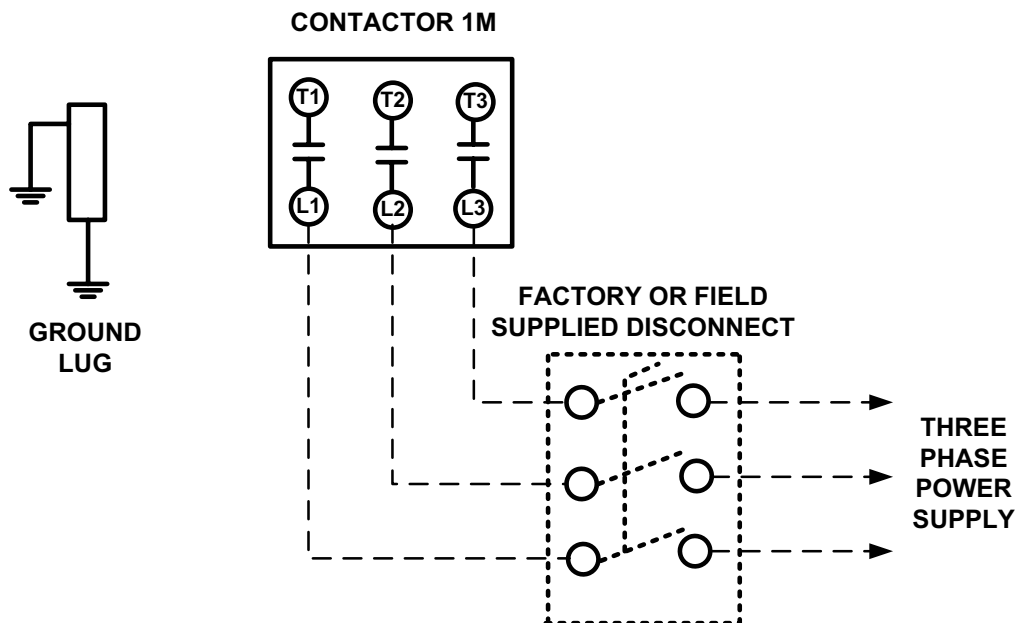 CONTACTOR 1M
T1 T2 T3
L1 L2 L3
GROUND
LUG
FACTORY OR FIELD
SUPPLIED DISCONNECT
THREE
PHASE
POWER
SUPPLY